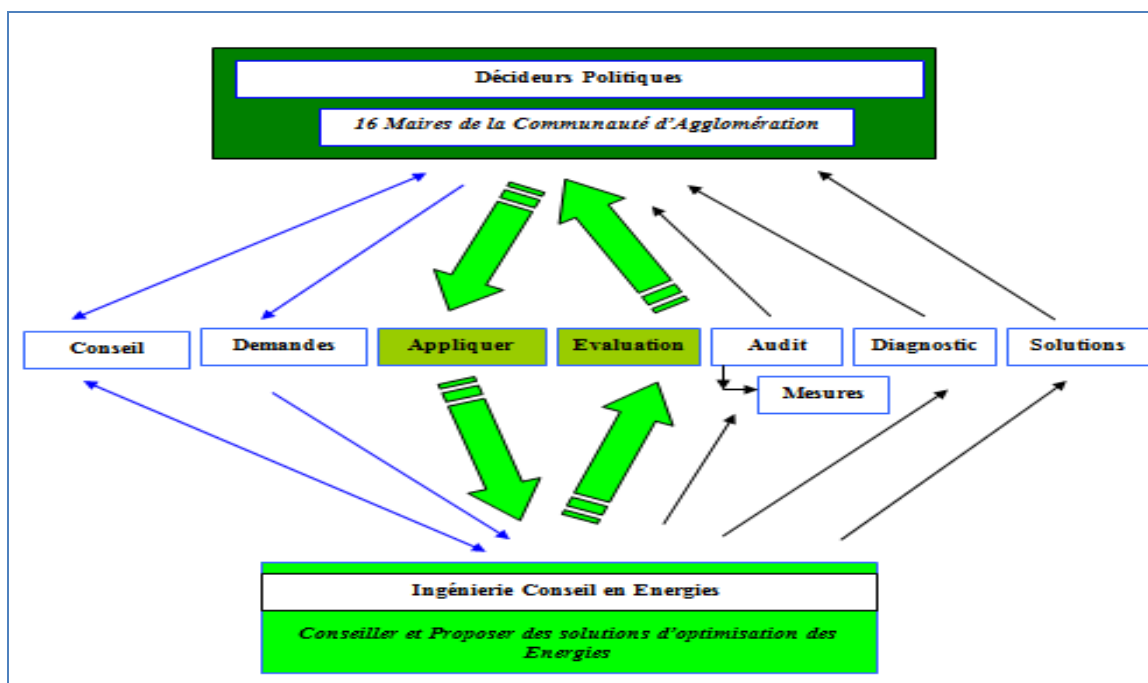 Décideurs Politiques
16 Maires de la Communauté d'Agglomération
Conseil
Demandes
Appliquer
Evaluation
Audit
Diagnostic
Solutions
Mesures
Ingénierie Conseil en Energies
Conseiller et Proposer des solutions d'optimisation des
Energies